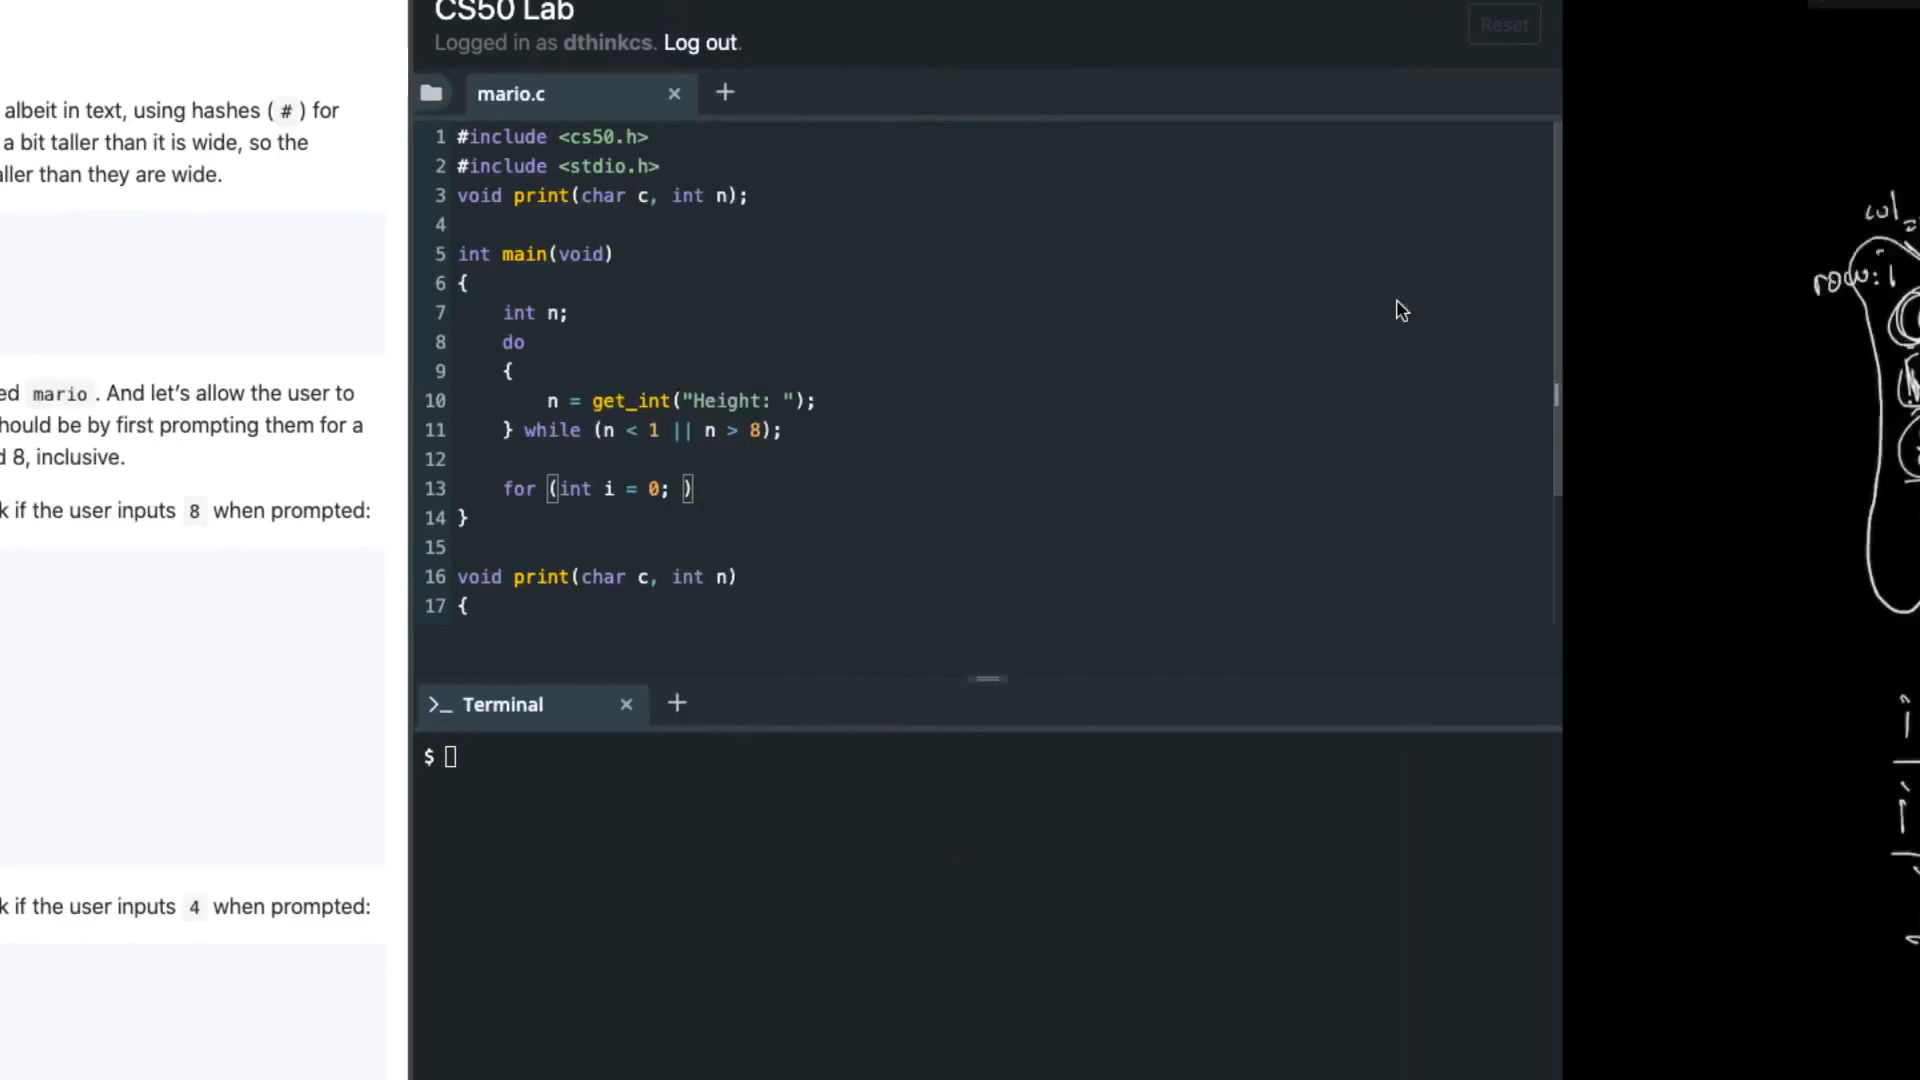 CS50 Lab
Logged in as dthinkcs. Log out.
Reset
albeit in text, using hashes ( # ) for
a bit taller than it is wide, so the
ller than they are wide.
ed mario . And let's allow the user to
hould be by first prompting them for a
d 8, inclusive.
k if the user inputs 8 when prompted:
k if the user inputs 4 when prompted:
mario.c × +
1 #include <cs50.h>
2 #include <stdio.h>
3 void print(char c, int n);
4
5 int main(void)
6 {
7 int n;
8 do
9 {
10 n = get_int("Height: ");
11 } while (n < 1 || n > 8);
12
13 for (int i = 0; )
14 }
15
16 void print(char c, int n)
17 {
>_ Terminal × +
$
col
row: 1
i
i